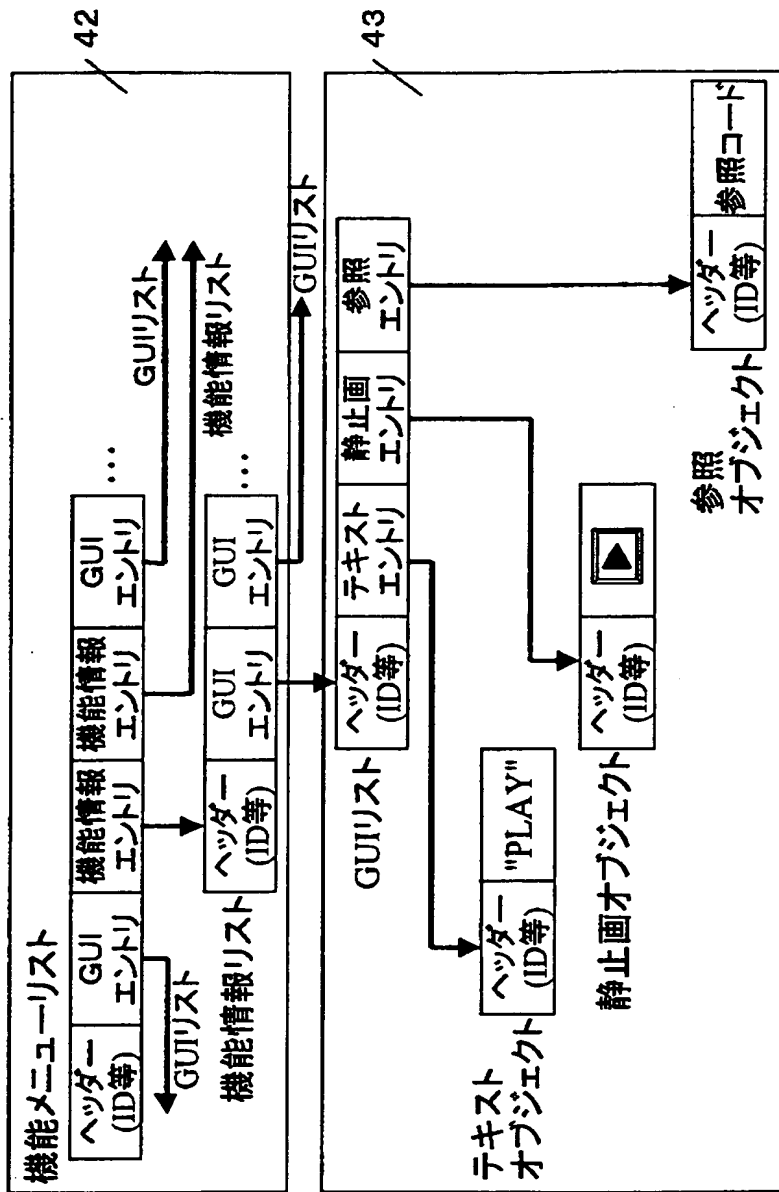 42
機能メニューリスト
ヘッダー
(ID等)
GUI
エントリ
機能情報
エントリ
機能情報
エントリ
GUI
エントリ
…
GUIリスト
GUIリスト
機能情報リスト
機能情報リスト
ヘッダー
(ID等)
GUI
エントリ
GUI
エントリ
…
GUIリスト
43
GUIリスト
ヘッダー
(ID等)
テキスト
エントリ
静止画
エントリ
参照
エントリ
テキスト
オブジェクト
ヘッダー
(ID等)
"PLAY"
静止画オブジェクト
ヘッダー
(ID等)
参照
オブジェクト
ヘッダー
(ID等)
参照コード